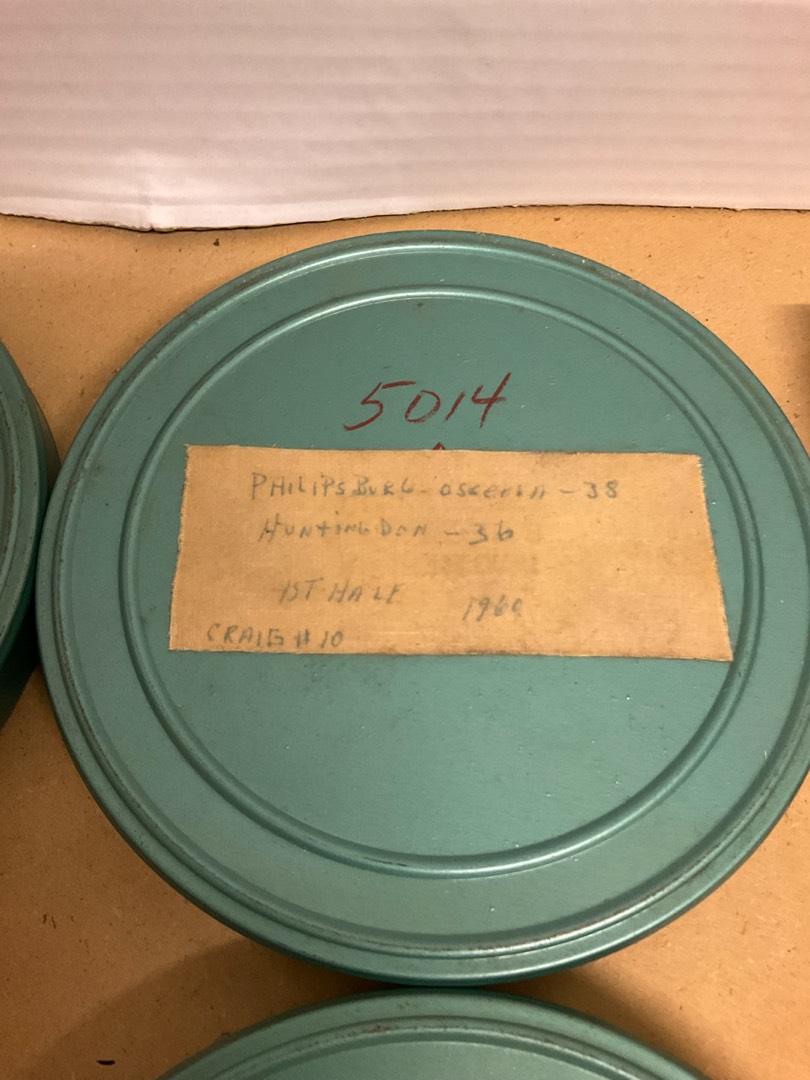 5014
PHILIPSBURG-OSCEOLA-38
HUNTINGDON-36
1ST HALF 1960
CRAIG #10